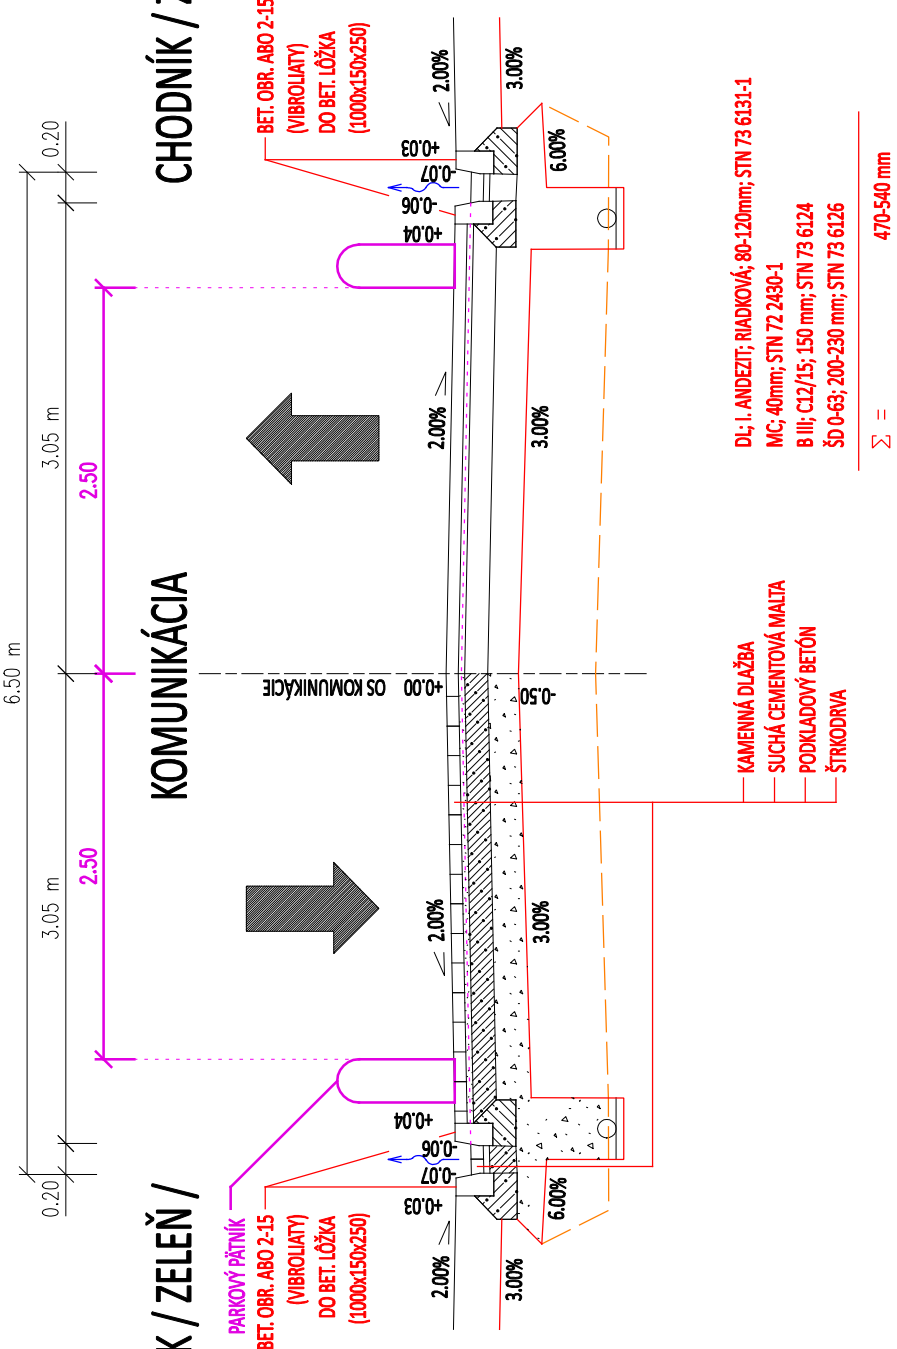 K / ZELEŇ /
KOMUNIKÁCIA
CHODNÍK /
0.20
3.05 m
3.05 m
0.20
6.50 m
2.50
2.50
PARKOVÝ PÄTNÍK
BET. OBR. ABO 2-15
(VIBROLIATY)
DO BET. LÔŽKA
(1000x150x250)
BET. OBR. ABO 2-15
(VIBROLIATY)
DO BET. LÔŽKA
(1000x150x250)
OS KOMUNIKÁCIE
2.00%
+0.03
-0.07
-0.06
+0.04
2.00%
+0.00
2.00%
+0.04
-0.06
-0.07
+0.03
2.00%
3.00%
6.00%
3.00%
-0.50
3.00%
6.00%
3.00%
KAMENNÁ DLAŽBA
SUCHÁ CEMENTOVÁ MALTA
PODKLADOVÝ BETÓN
ŠTRKODRVA
DL; I. ANDEZIT; RIADKOVÁ; 80-120mm; STN 73 6131-1
MC; 40mm; STN 72 2430-1
B III; C12/15; 150 mm; STN 73 6124
ŠD 0-63; 200-230 mm; STN 73 6126
Σ = 470-540 mm